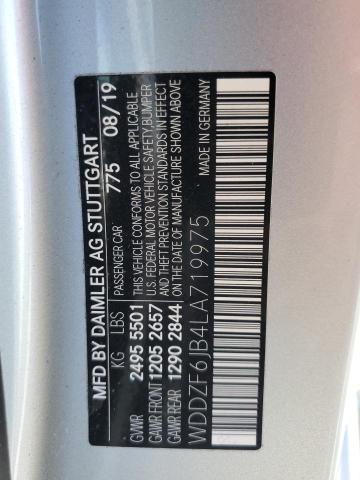 MFD BY DAIMLER AG STUTTGART
KG LBS PASSENGER CAR 775 08/19
GVWR 2495 5501 THIS VEHICLE CONFORMS TO ALL APPLICABLE
GAWR FRONT 1205 2657 U.S. FEDERAL MOTOR VEHICLE SAFETY, BUMPER
GAWR REAR 1290 2844 AND THEFT PREVENTION STANDARDS IN EFFECT
ON THE DATE OF MANUFACTURE SHOWN ABOVE
WDDZF6JB4LA719975 MADE IN GERMANY